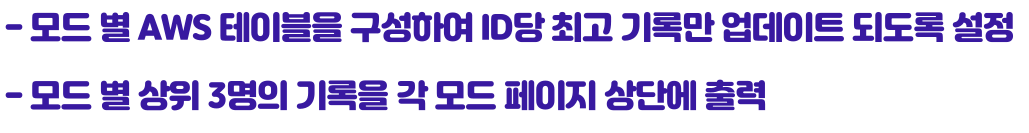 - 모드 별 AWS 테이블을 구성하여 ID당 최고 기록만 업데이트 되도록 설정
- 모드 별 상위 3명의 기록을 각 모드 페이지 상단에 출력